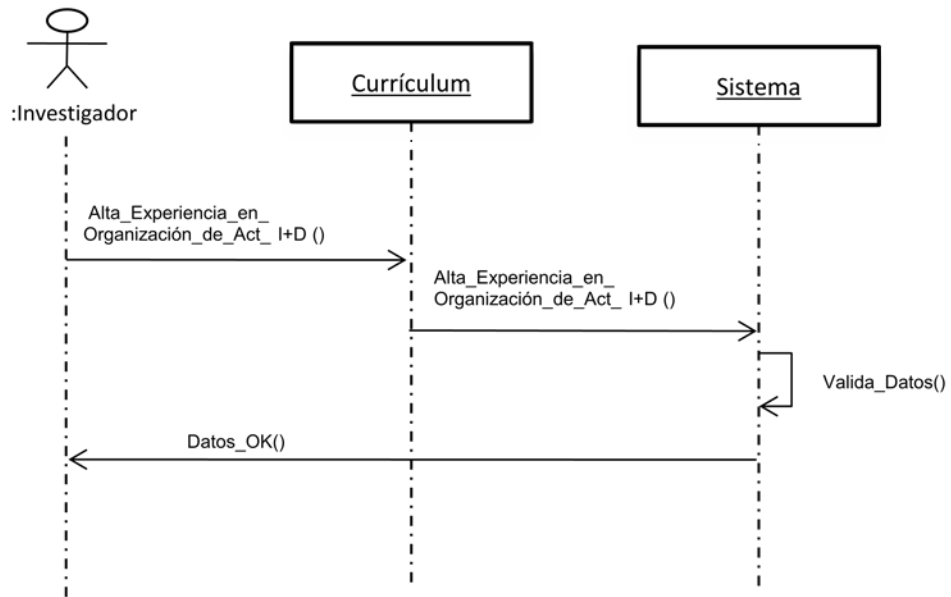 Currículum
Sistema
:Investigador
Alta_Experiencia_en_
Organización_de_Act_ I+D ()
Alta_Experiencia_en_
Organización_de_Act_ I+D ()
Valida_Datos()
Datos_OK()